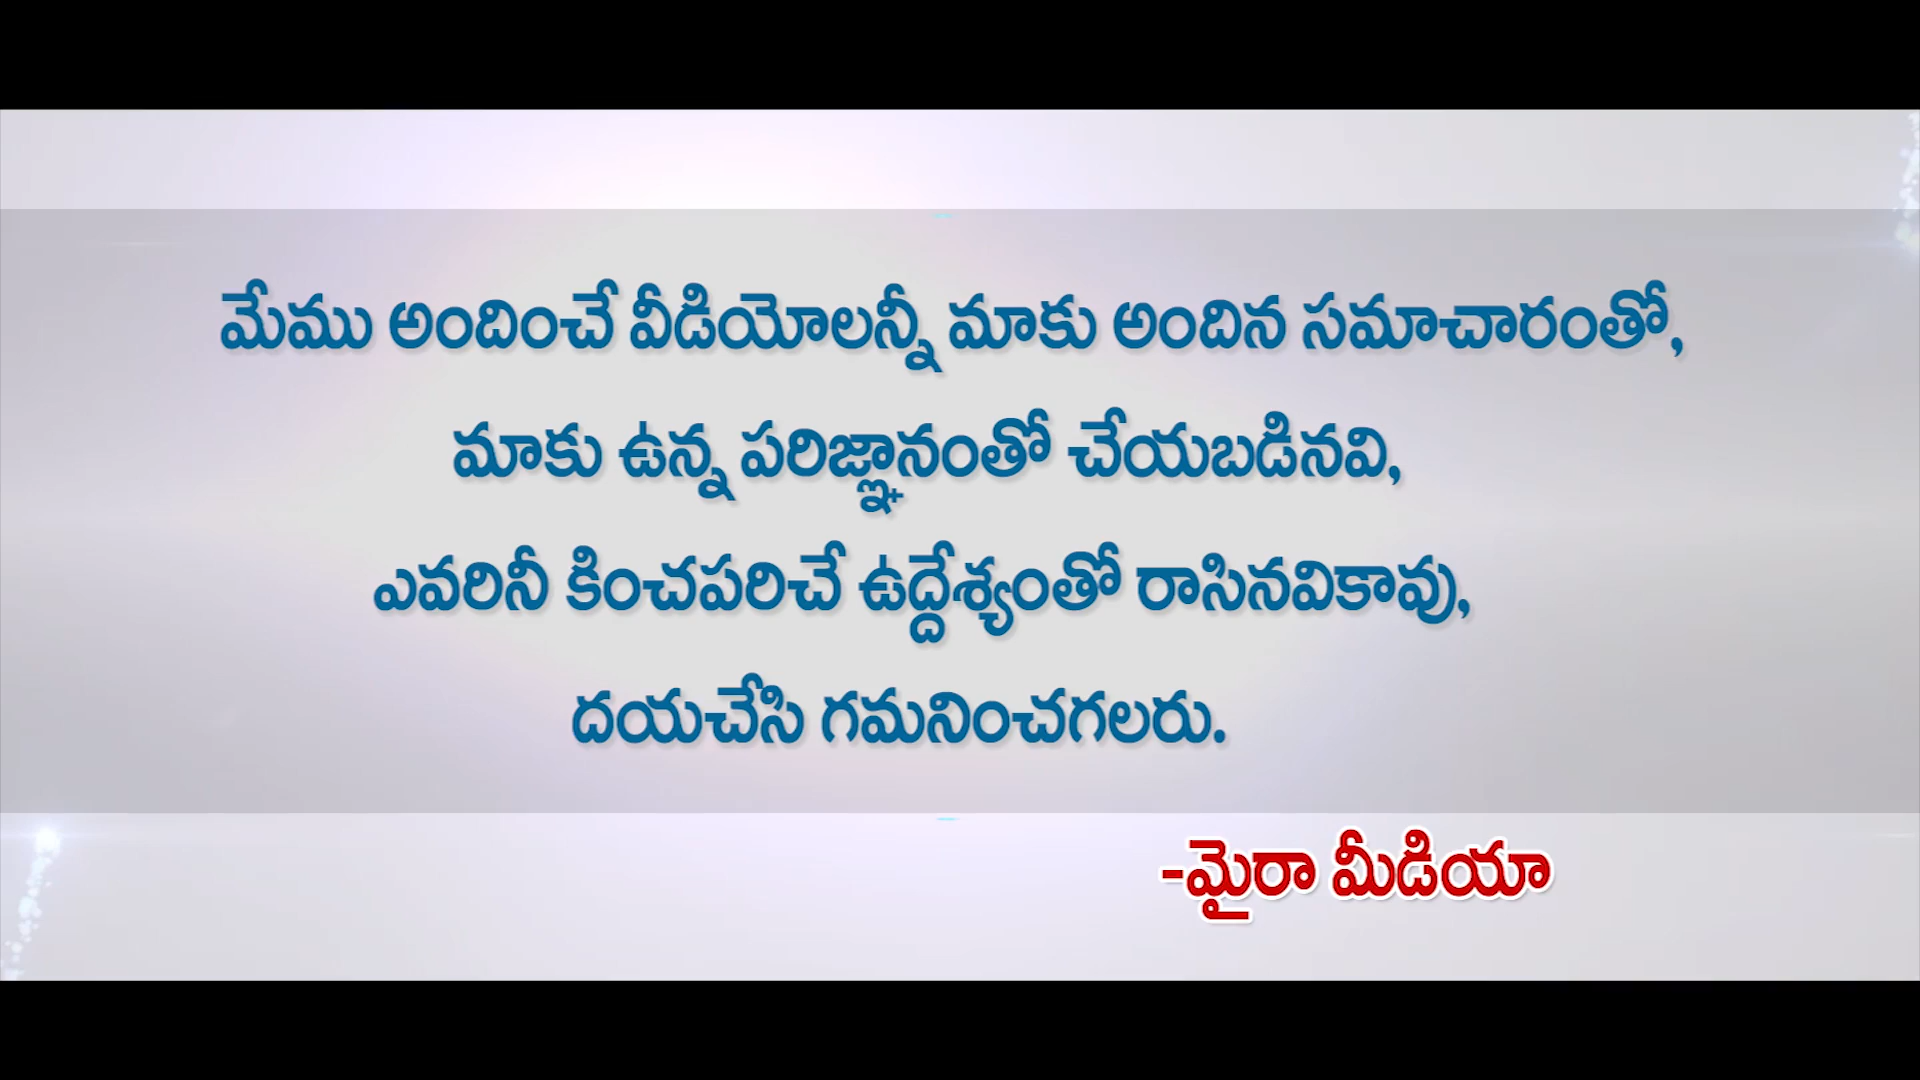 మేము అందించే వీడియోలన్నీ మాకు అందిన సమాచారంతో,
మాకు ఉన్న పరిజ్ఞానంతో చేయబడినవి,
ఎవరినీ కించపరిచే ఉద్దేశ్యంతో రాసినవికావు,
దయచేసి గమనించగలరు.
-మైరా మీడియా